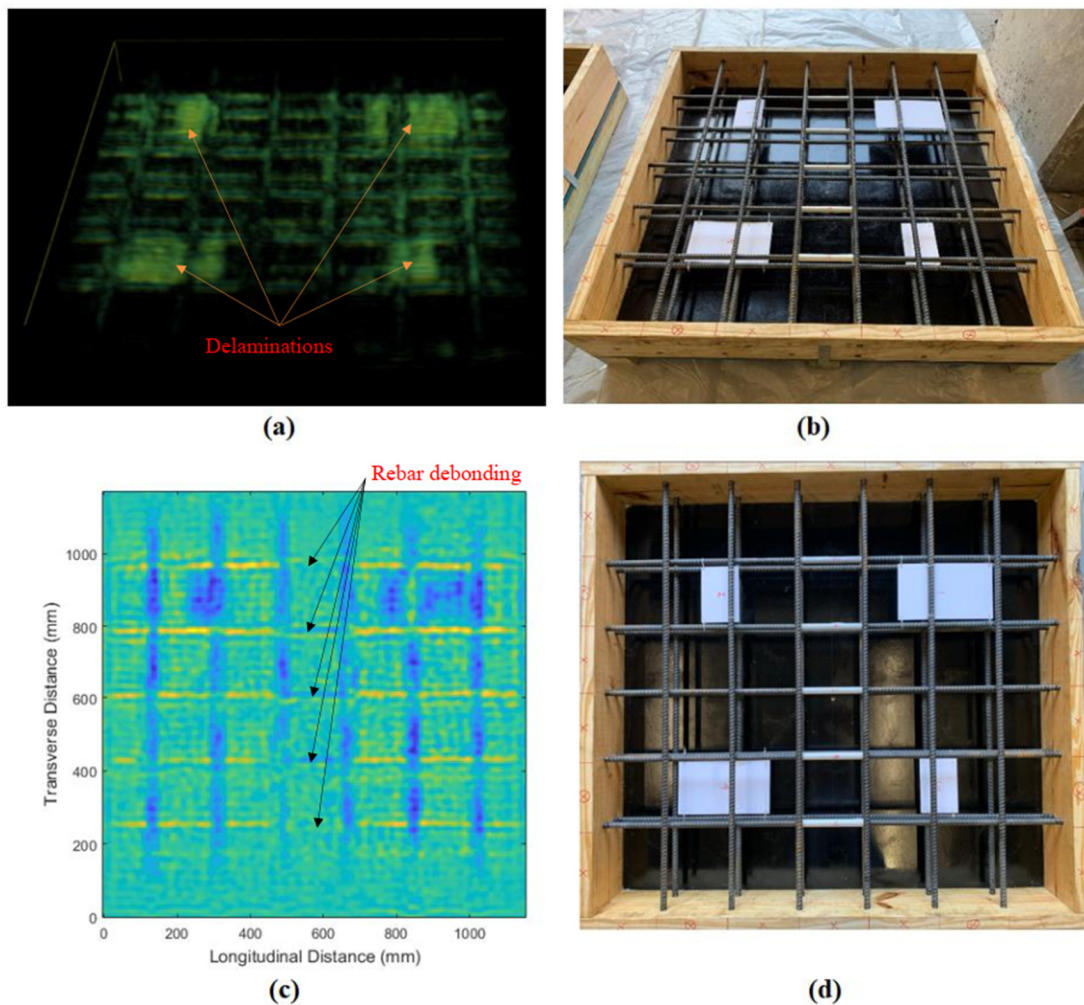 Delaminations
(a)
(b)
Rebar debonding
Transverse Distance (mm)
1000
800
600
400
200
0
0 200 400 600 800 1000
Longitudinal Distance (mm)
(c)
(d)